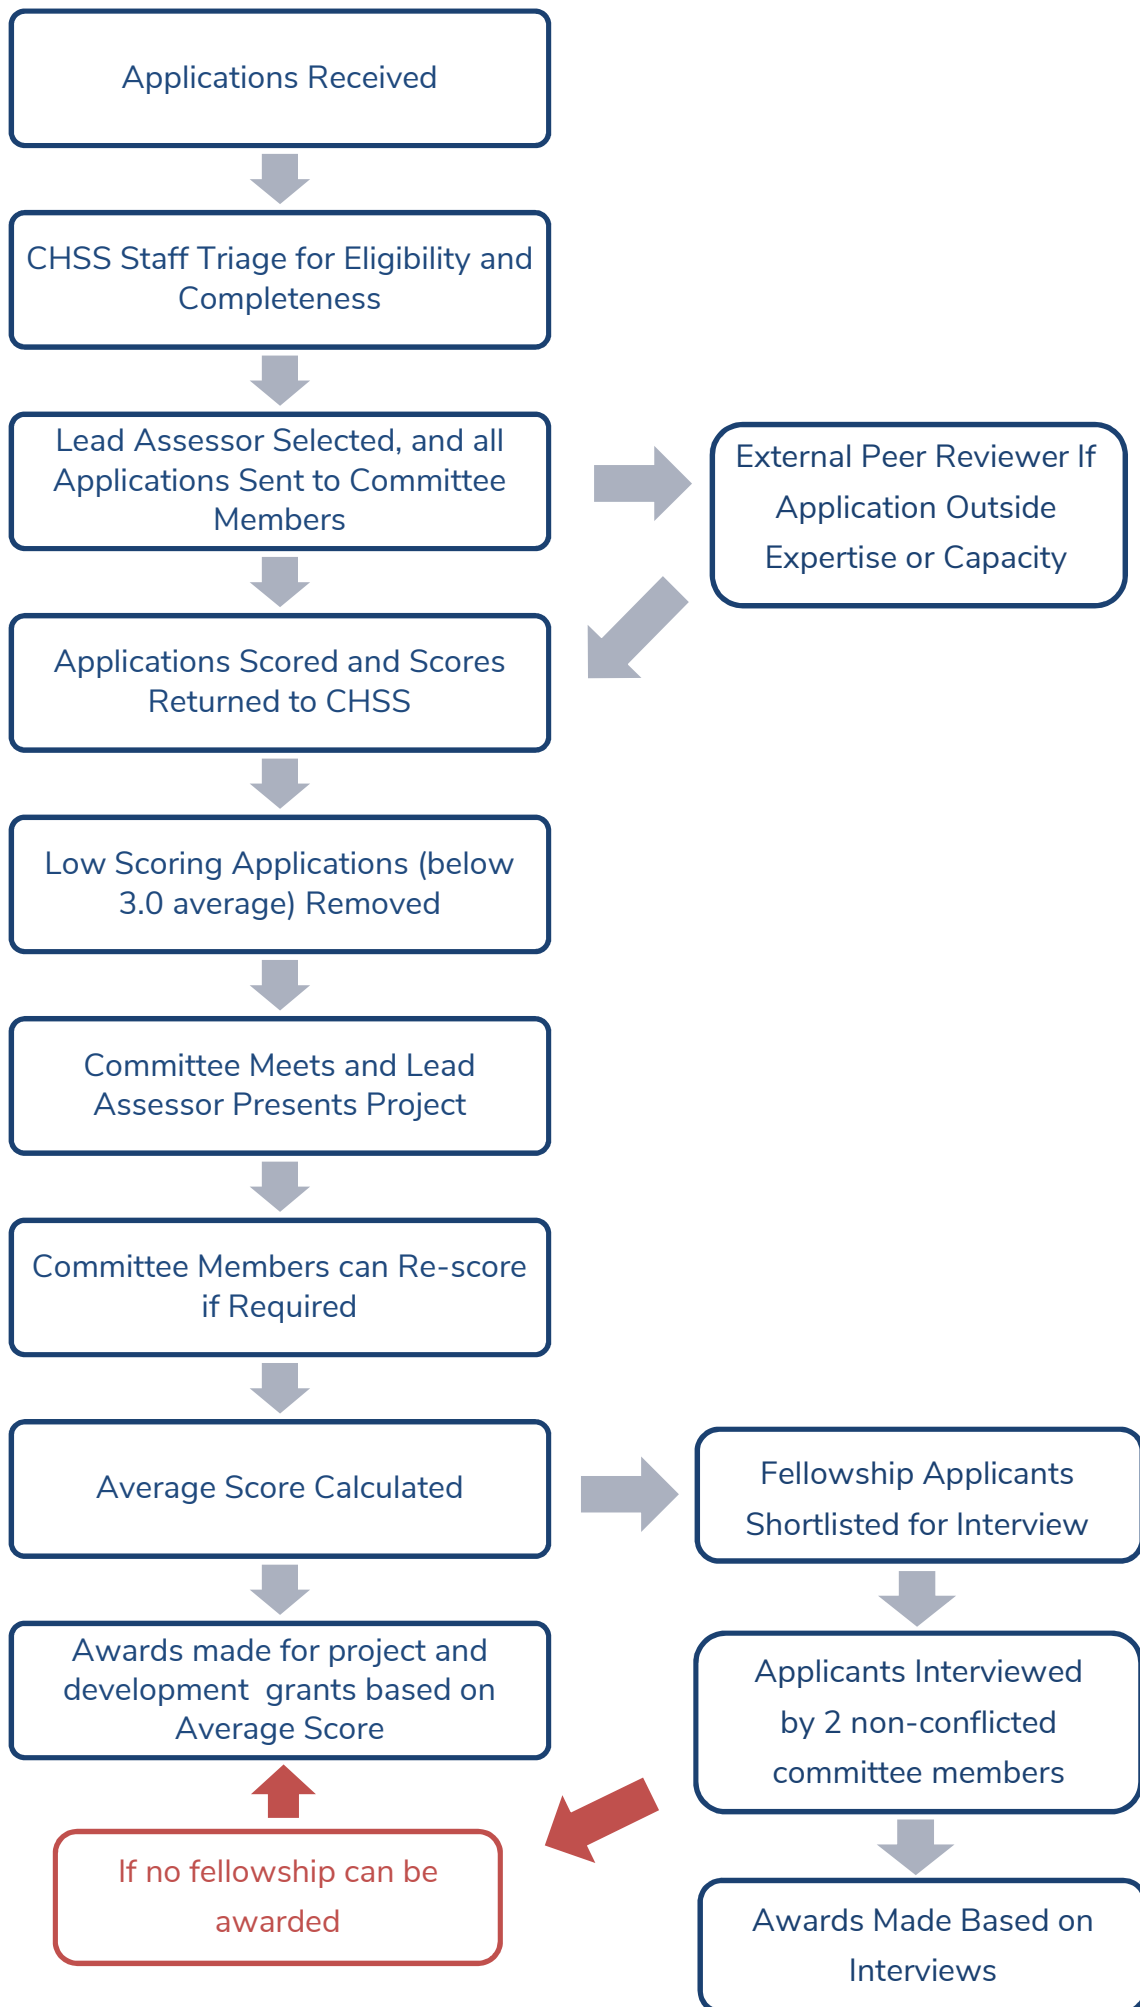 Applications Received
CHSS Staff Triage for Eligibility and
Completeness
Lead Assessor Selected, and all
Applications Sent to Committee
Members
External Peer Reviewer If
Application Outside
Expertise or Capacity
Applications Scored and Scores
Returned to CHSS
Low Scoring Applications (below
3.0 average) Removed
Committee Meets and Lead
Assessor Presents Project
Committee Members can Re-score
if Required
Average Score Calculated
Fellowship Applicants
Shortlisted for Interview
Awards made for project and
development  grants based on
Average Score
Applicants Interviewed
by 2 non-conflicted
committee members
If no fellowship can be
awarded
Awards Made Based on
Interviews